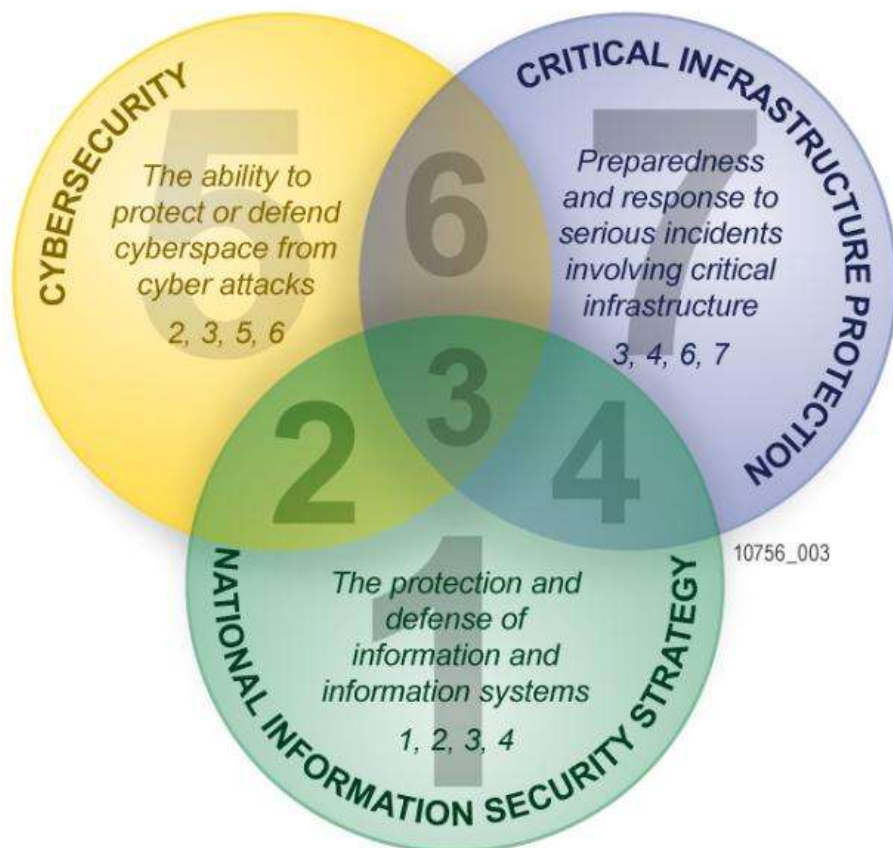 CYBERSECURITY
5
The ability to
protect or defend
cyberspace from
cyber attacks
2, 3, 5, 6
6
CRITICAL INFRASTRUCTURE PROTECTION
7
Preparedness
and response to
serious incidents
involving critical
infrastructure
3, 4, 6, 7
3
2
4
10756_003
1
The protection and
defense of
information and
information systems
1, 2, 3, 4
NATIONAL INFORMATION SECURITY STRATEGY